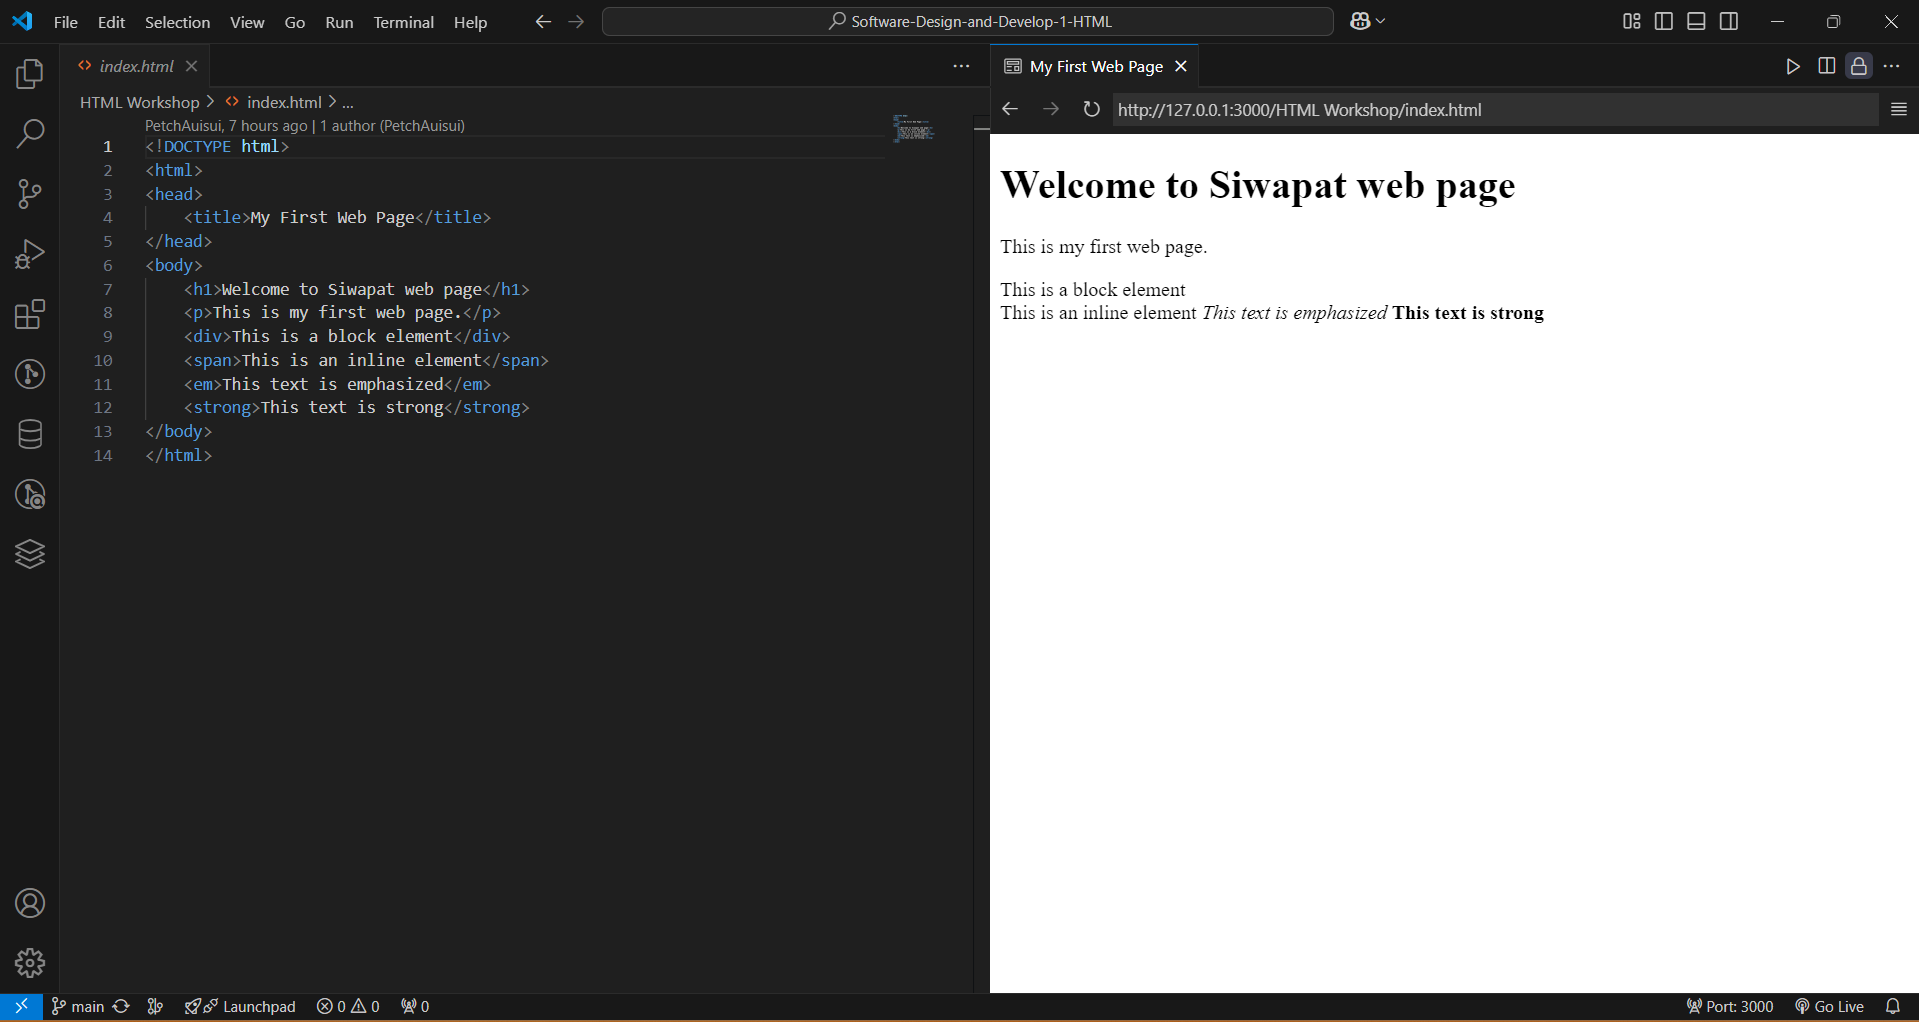 File Edit Selection View Go Run Terminal Help
Software-Design-and-Develop-1-HTML
index.html
HTML Workshop > index.html > ...
PetchAuisui, 7 hours ago | 1 author (PetchAuisui)
1 <!DOCTYPE html>
2 <html>
3 <head>
4 <title>My First Web Page</title>
5 </head>
6 <body>
7 <h1>Welcome to Siwapat web page</h1>
8 <p>This is my first web page.</p>
9 <div>This is a block element</div>
10 <span>This is an inline element</span>
11 <em>This text is emphasized</em>
12 <strong>This text is strong</strong>
13 </body>
14 </html>
My First Web Page
http://127.0.0.1:3000/HTML Workshop/index.html
Welcome to Siwapat web page
This is my first web page.
This is a block element
This is an inline element This text is emphasized This text is strong
main Launchpad 0 0 0 Port: 3000 Go Live